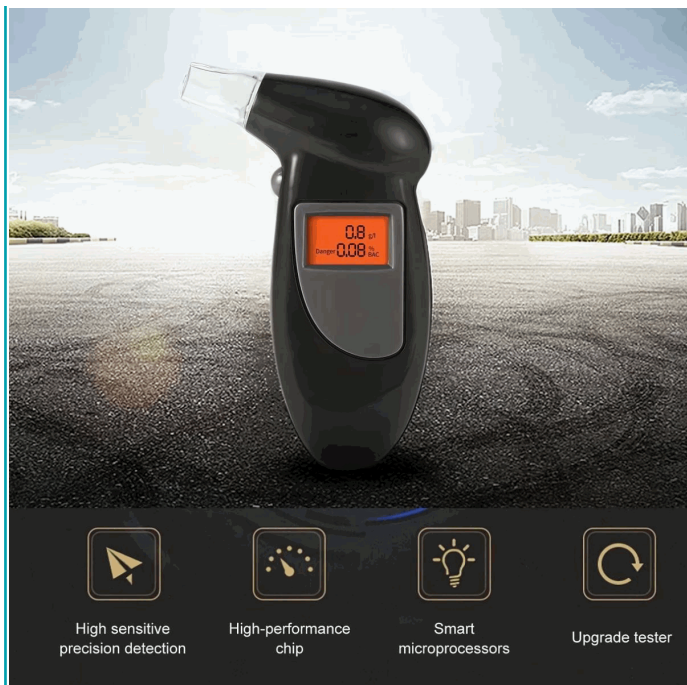 0.8 g/l
Danger 0.08 %
BAC
High sensitive
precision detection
High-performance
chip
Smart
microprocessors
Upgrade tester